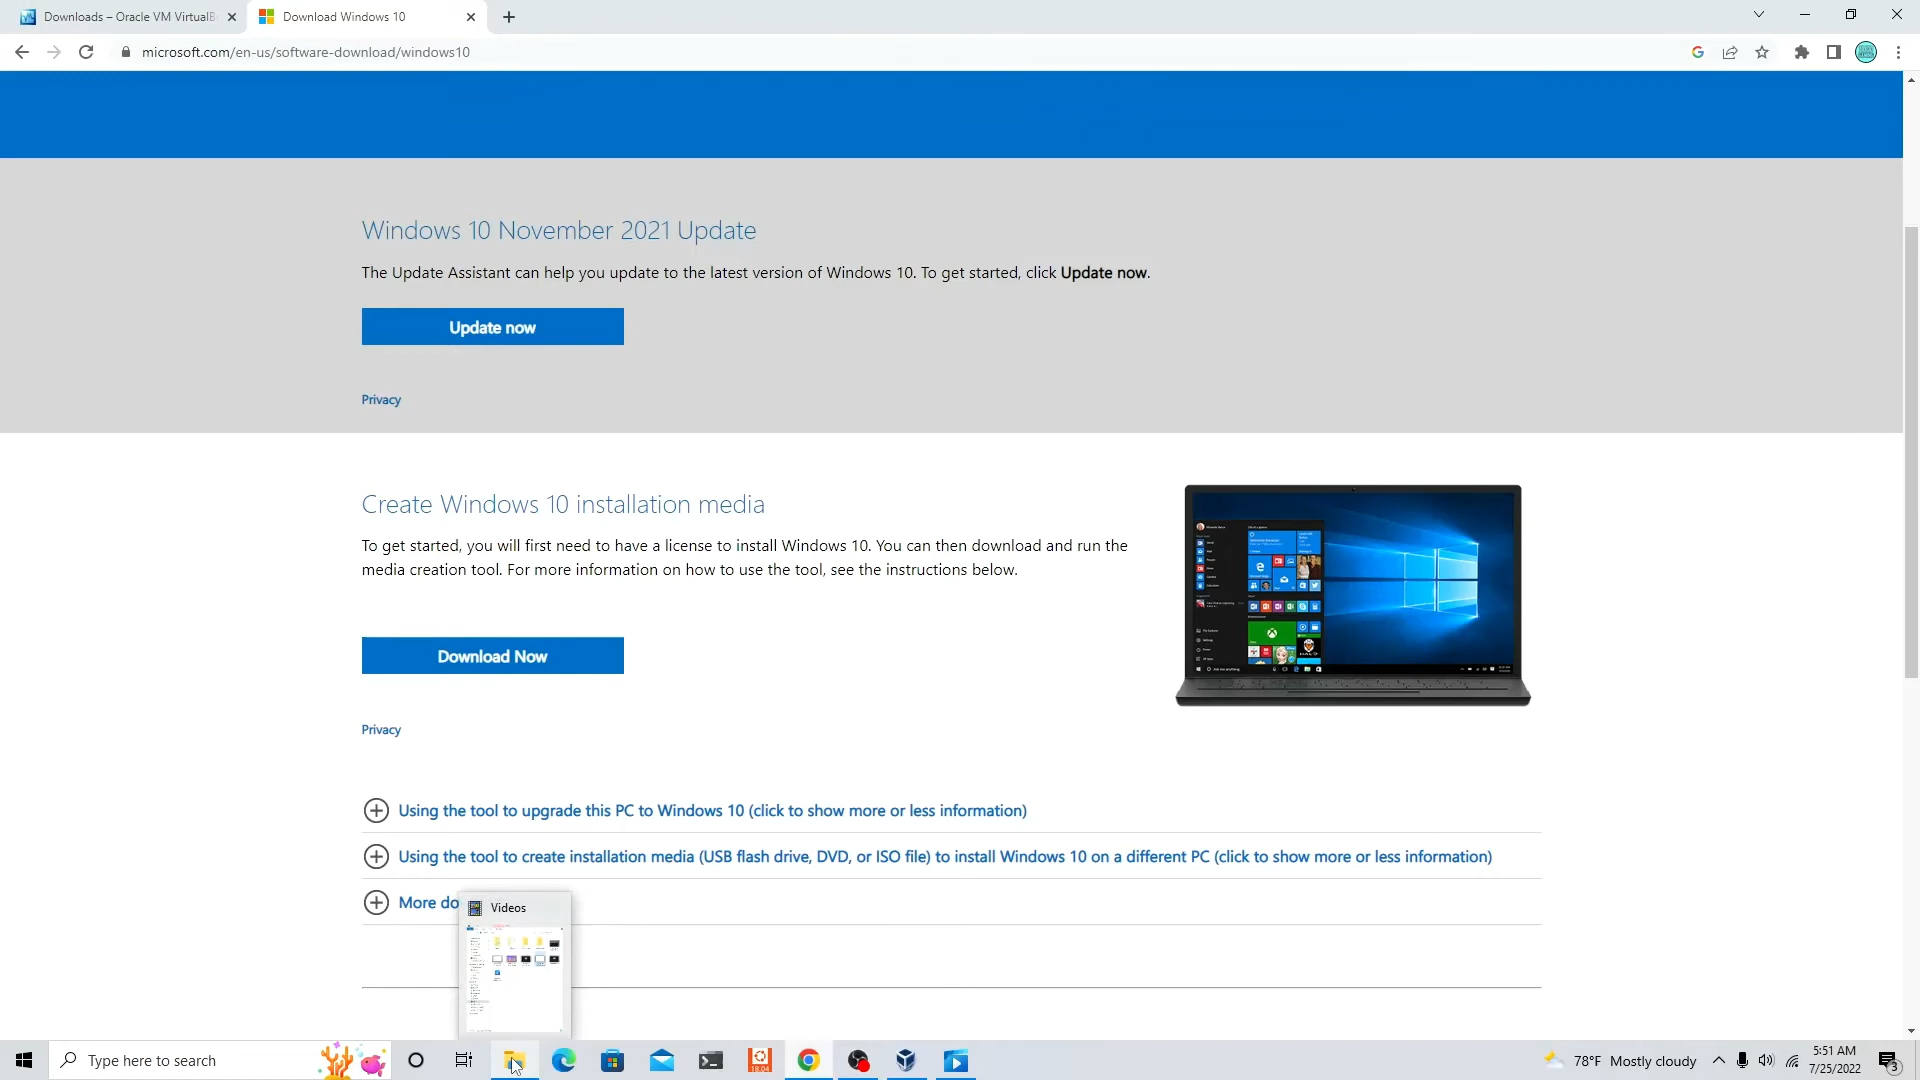 Downloads – Oracle VM VirtualB
Download Windows 10
microsoft.com/en-us/software-download/windows10
Windows 10 November 2021 Update
The Update Assistant can help you update to the latest version of Windows 10. To get started, click Update now.
Update now
Privacy
Create Windows 10 installation media
To get started, you will first need to have a license to install Windows 10. You can then download and run the
media creation tool. For more information on how to use the tool, see the instructions below.
Download Now
Privacy
Using the tool to upgrade this PC to Windows 10 (click to show more or less information)
Using the tool to create installation media (USB flash drive, DVD, or ISO file) to install Windows 10 on a different PC (click to show more or less information)
More do
Videos
Type here to search
18.04
78°F Mostly cloudy
5:51 AM
7/25/2022
3